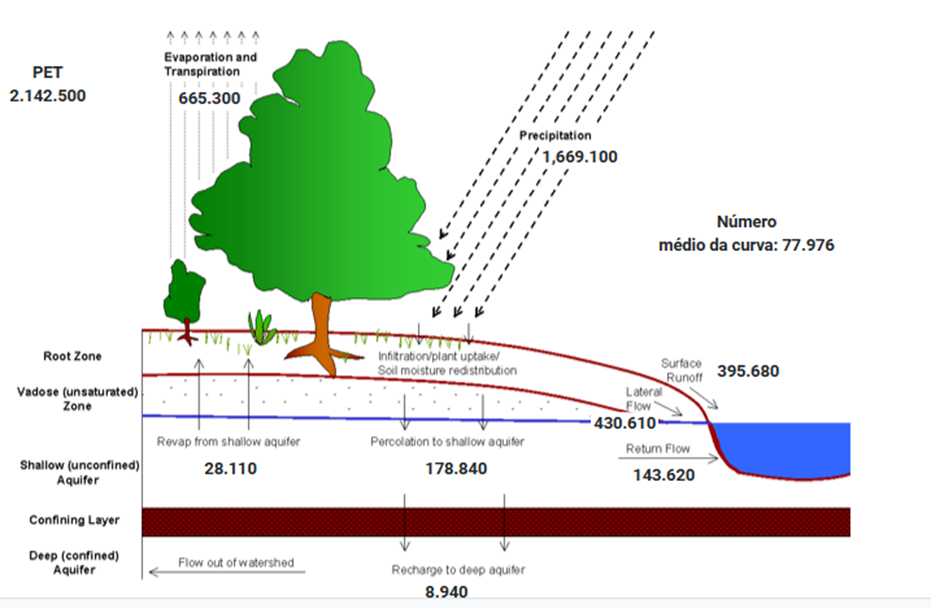 Evaporation and
Transpiration
PET
2.142.500
665.300
Precipitation
1,669.100
Número
médio da curva: 77.976
Root Zone
Infiltration/plant uptake/
Soil moisture redistribution
Surface
Runoff
395.680
Vadose (unsaturated)
Zone
Lateral
Flow
430.610
Revap from shallow aquifer
28.110
Percolation to shallow aquifer
178.840
Return Flow
143.620
Shallow (unconfined)
Aquifer
Confining Layer
Deep (confined)
Aquifer
Flow out of watershed
Recharge to deep aquifer
8.940